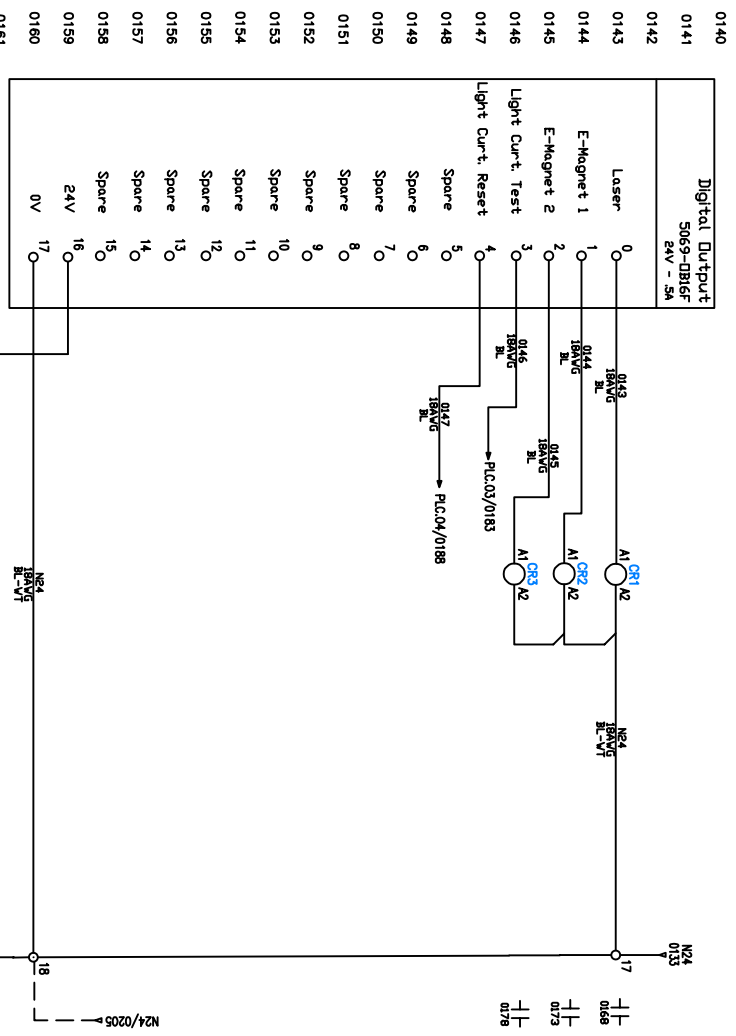 0140
0141
0142
0143
0144
0145
0146
0147
0148
0149
0150
0151
0152
0153
0154
0155
0156
0157
0158
0159
0160
0161
Digital Output
5069-OB16F
24V - .5A
Laser 0
E-Magnet 1 1
E-Magnet 2 2
Light Curt. Test 3
Light Curt. Reset 4
Spare 5
Spare 6
Spare 7
Spare 8
Spare 9
Spare 10
Spare 11
Spare 12
Spare 13
Spare 14
Spare 15
24V 16
0V 17
0143
18AWG
BL
0144
18AWG
BL
0145
18AWG
BL
0146
18AWG
BL
0147
18AWG
BL
PLC.03/0183
PLC.04/0188
A1 CR1 A2
A1 CR2 A2
A1 CR3 A2
N24
18AWG
BL-WT
N24
18AWG
BL-WT
N24
0133
17
18
N24/0205
0168
0173
0178